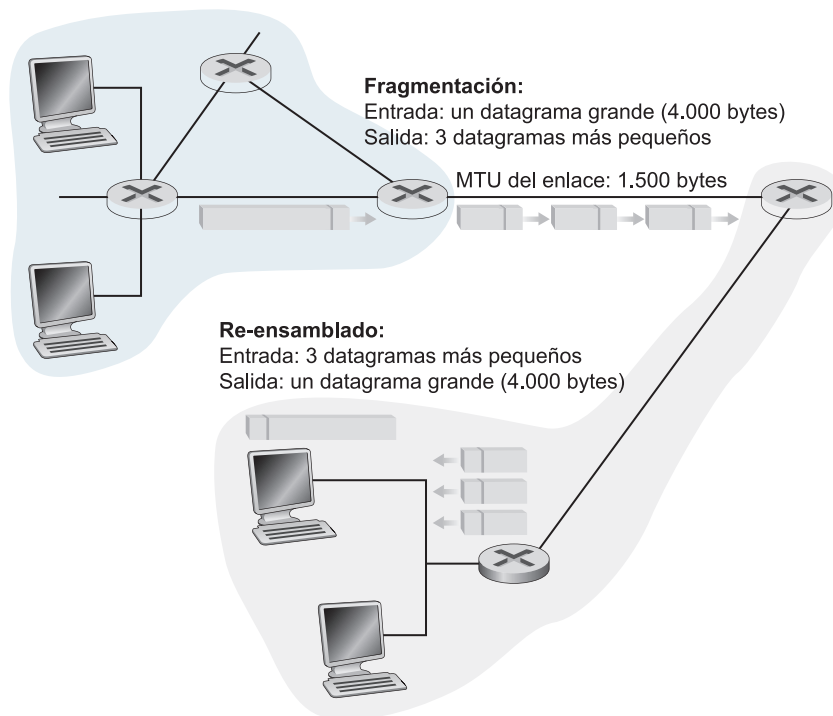 Fragmentación:
Entrada: un datagrama grande (4.000 bytes)
Salida: 3 datagramas más pequeños
MTU del enlace: 1.500 bytes
Re-ensamblado:
Entrada: 3 datagramas más pequeños
Salida: un datagrama grande (4.000 bytes)